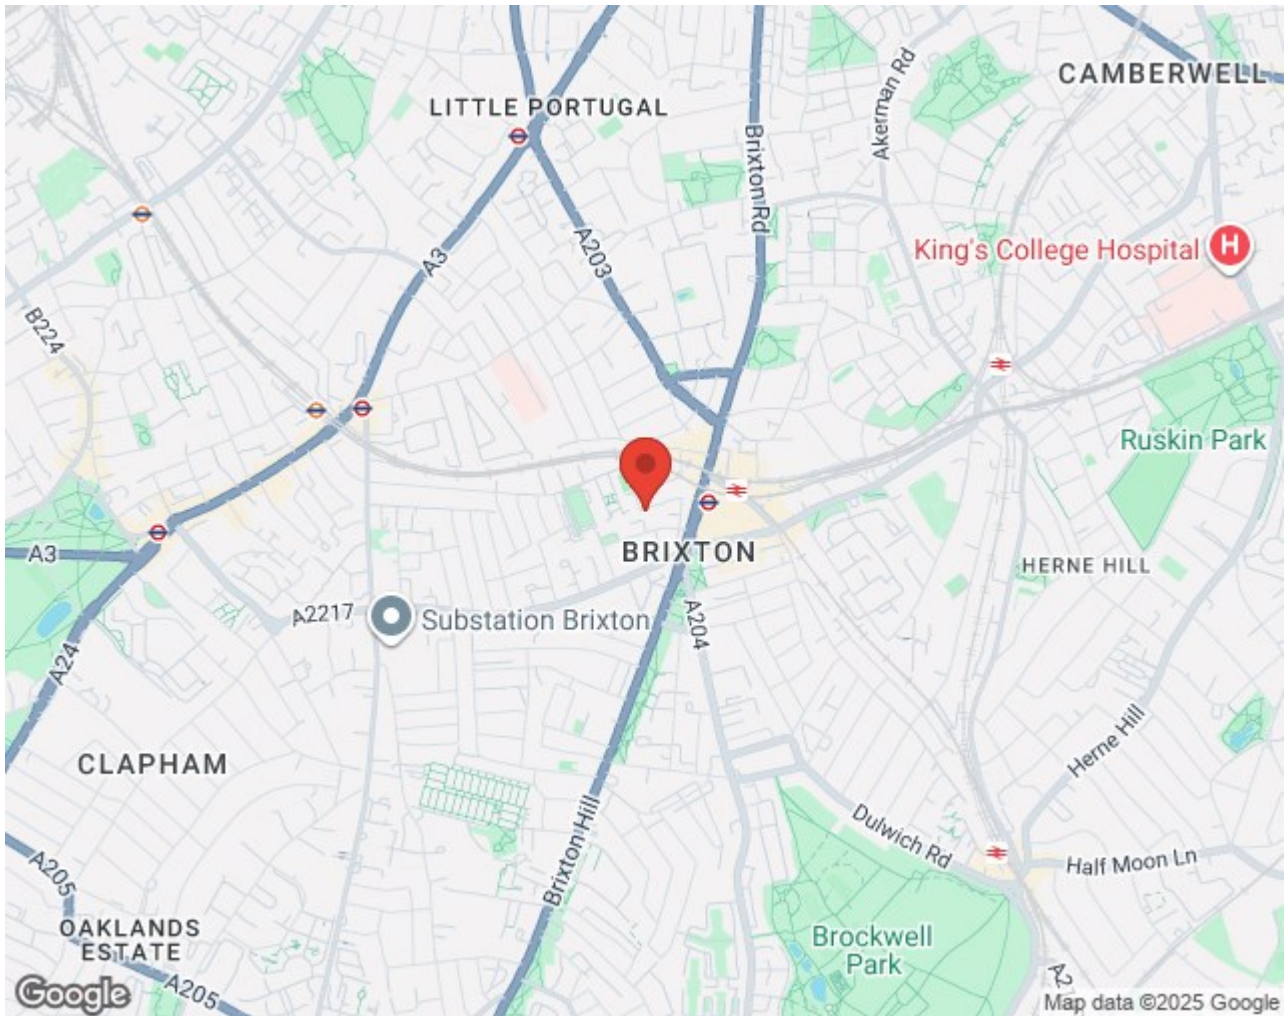 CAMBERWELL
LITTLE PORTUGAL
Akerman Rd
Brixton Rd
A203
King's College Hospital
H
A3
B224
Ruskin Park
BRIXTON
A3
HERNE HILL
A2217
Substation Brixton
A204
A24
CLAPHAM
Herne Hill
Dulwich Rd
Brixton Hill
Half Moon Ln
A205
OAKLANDS
ESTATE
Brockwell
Park
A205
A2
Google
Map data ©2025 Google